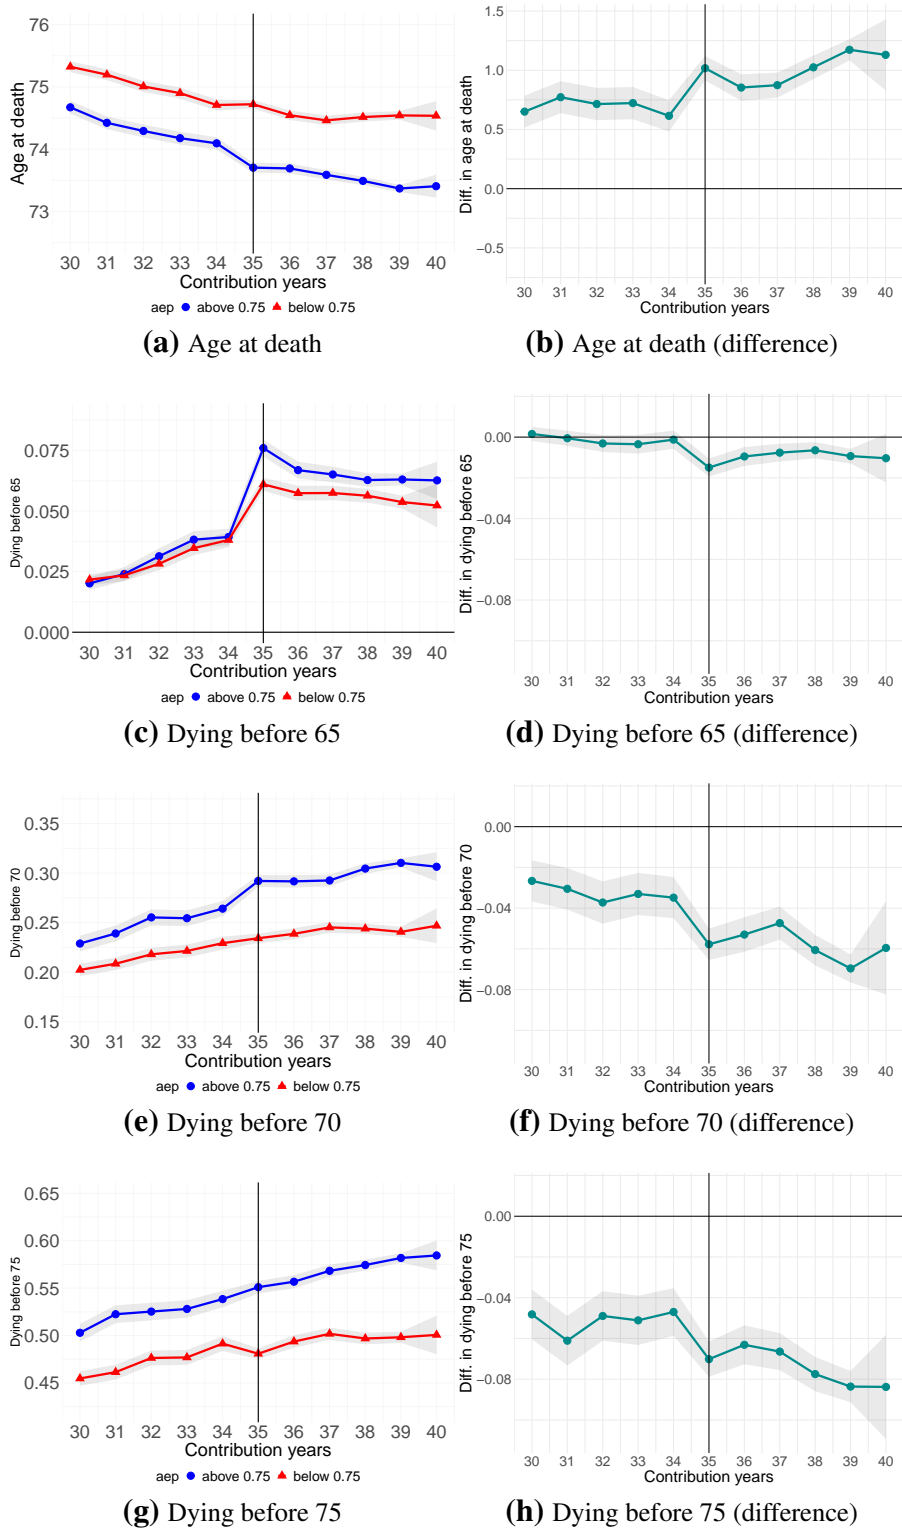 76
75
74
73
Age at death
30 31 32 33 34 35 36 37 38 39 40
Contribution years
aep above 0.75 below 0.75
(a) Age at death
1.5
1.0
0.5
0.0
−0.5
Diff. in age at death
30 31 32 33 34 35 36 37 38 39 40
Contribution years
(b) Age at death (difference)
0.075
0.050
0.025
0.000
Dying before 65
30 31 32 33 34 35 36 37 38 39 40
Contribution years
aep above 0.75 below 0.75
(c) Dying before 65
0.00
−0.04
−0.08
Diff. in dying before 65
30 31 32 33 34 35 36 37 38 39 40
Contribution years
(d) Dying before 65 (difference)
0.35
0.30
0.25
0.20
0.15
Dying before 70
30 31 32 33 34 35 36 37 38 39 40
Contribution years
aep above 0.75 below 0.75
(e) Dying before 70
0.00
−0.04
−0.08
Diff. in dying before 70
30 31 32 33 34 35 36 37 38 39 40
Contribution years
(f) Dying before 70 (difference)
0.65
0.60
0.55
0.50
0.45
Dying before 75
30 31 32 33 34 35 36 37 38 39 40
Contribution years
aep above 0.75 below 0.75
(g) Dying before 75
0.00
−0.04
−0.08
Diff. in dying before 75
30 31 32 33 34 35 36 37 38 39 40
Contribution years
(h) Dying before 75 (difference)